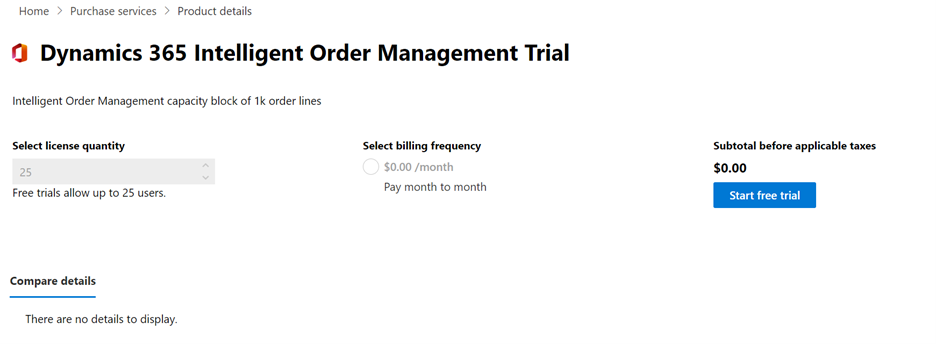 Home > Purchase services > Product details
Dynamics 365 Intelligent Order Management Trial
Intelligent Order Management capacity block of 1k order lines
Select license quantity
25
Free trials allow up to 25 users.
Select billing frequency
$0.00 /month
Pay month to month
Subtotal before applicable taxes
$0.00
Start free trial
Compare details
There are no details to display.